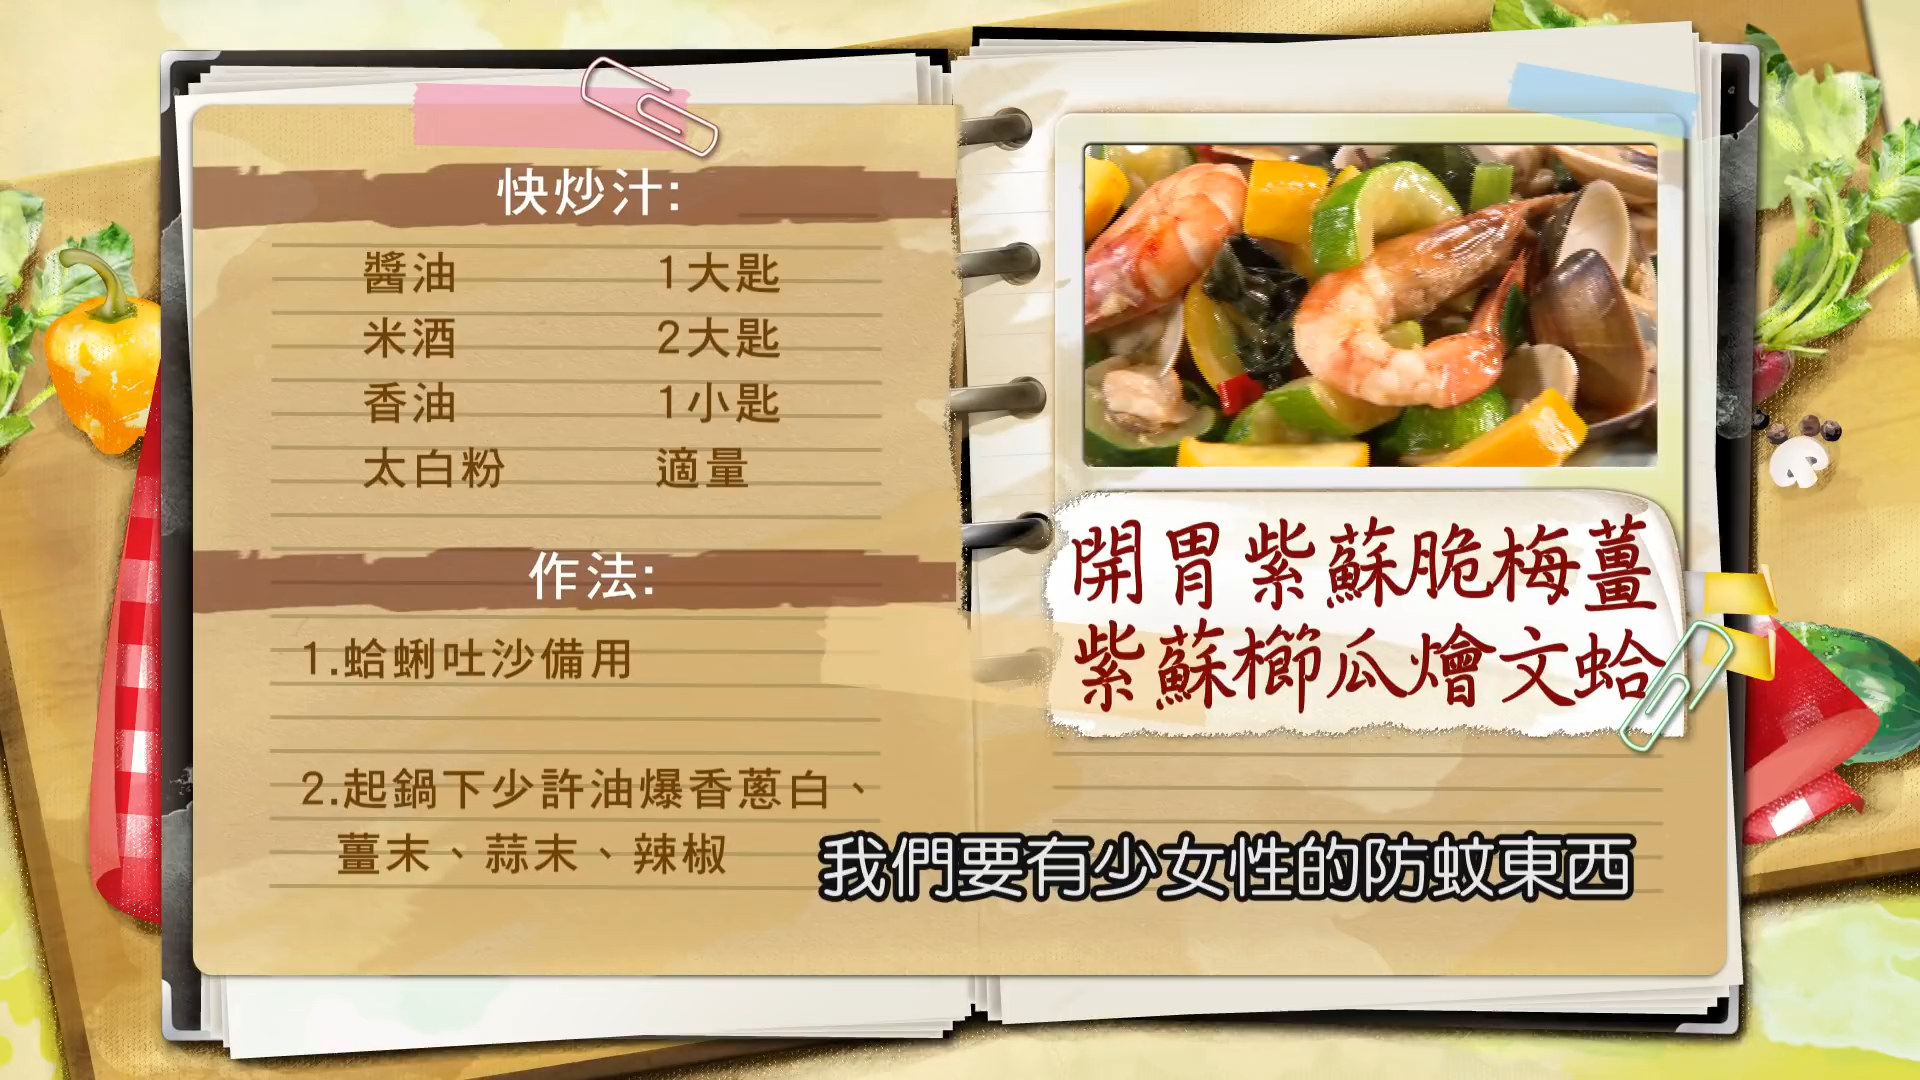 快炒汁:
醬油 1大匙
米酒 2大匙
香油 1小匙
太白粉 適量
作法:
1.蛤蜊吐沙備用
2.起鍋下少許油爆香蔥白、
薑末、蒜末、辣椒
開胃紫蘇脆梅薑
紫蘇櫛瓜燴文蛤
我們要有少女性的防蚊東西